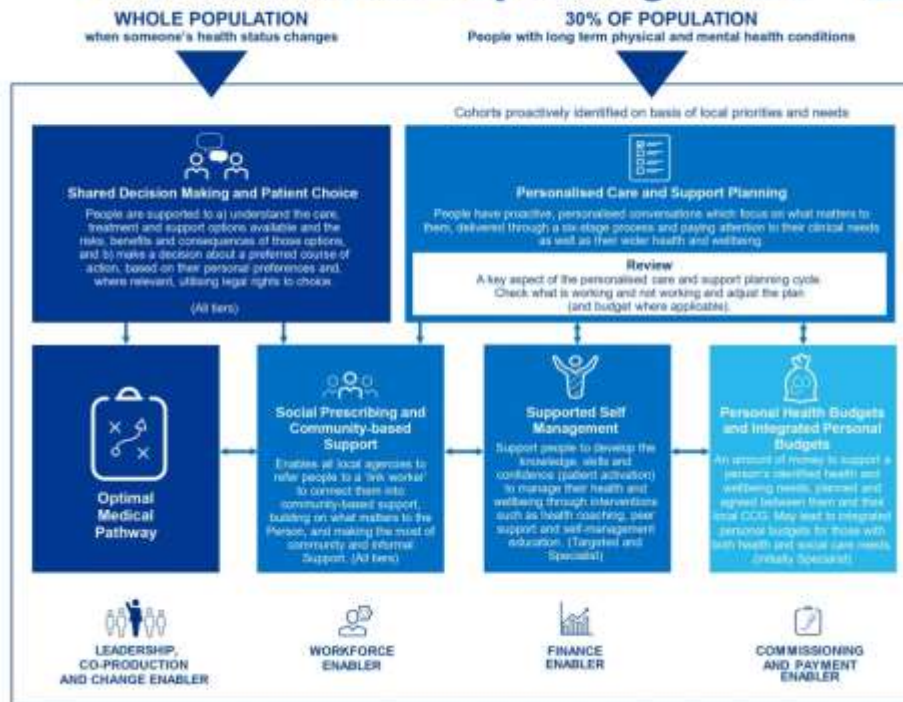 WHOLE POPULATION
when someone's health status changes
30% OF POPULATION
People with long term physical and mental health conditions
Cohorts proactively identified on basis of local priorities and needs
Shared Decision Making and Patient Choice
People are supported to a) understand the care,
treatment and support options available and the
risks, benefits and consequences of those options,
and b) make a decision about a preferred course of
action, based on their personal preferences and,
where relevant, utilising legal rights to choice
(All tiers)
Personalised Care and Support Planning
People have proactive, personalised conversations which focus on what matters to
them, delivered through a six-stage process and paying attention to their clinical needs
as well as their wider health and wellbeing.
Review
A key aspect of the personalised care and support planning cycle.
Check what is working and not working and adjust the plan
(and budget where applicable).
Optimal
Medical
Pathway
Social Prescribing and
Community-based
Support
Enables all local agencies to
refer people to a 'link worker'
to connect them into
community-based support,
building on what matters to the
Person, and making the most of
community and informal
Support. (All tiers)
Supported Self
Management
Support people to develop the
knowledge, skills and
confidence (patient activation)
to manage their health and
wellbeing through interventions
such as health coaching, peer
support and self-management
education. (Targeted and
Specialist)
Personal Health Budgets
and Integrated Personal
Budgets
An amount of money to support a
person's identified health and
wellbeing needs, planned and
agreed between them and their
local CCG. May lead to integrated
personal budgets for those with
both health and social care needs.
(Initially Specialist)
LEADERSHIP,
CO-PRODUCTION
AND CHANGE ENABLER
WORKFORCE
ENABLER
FINANCE
ENABLER
COMMISSIONING
AND PAYMENT
ENABLER